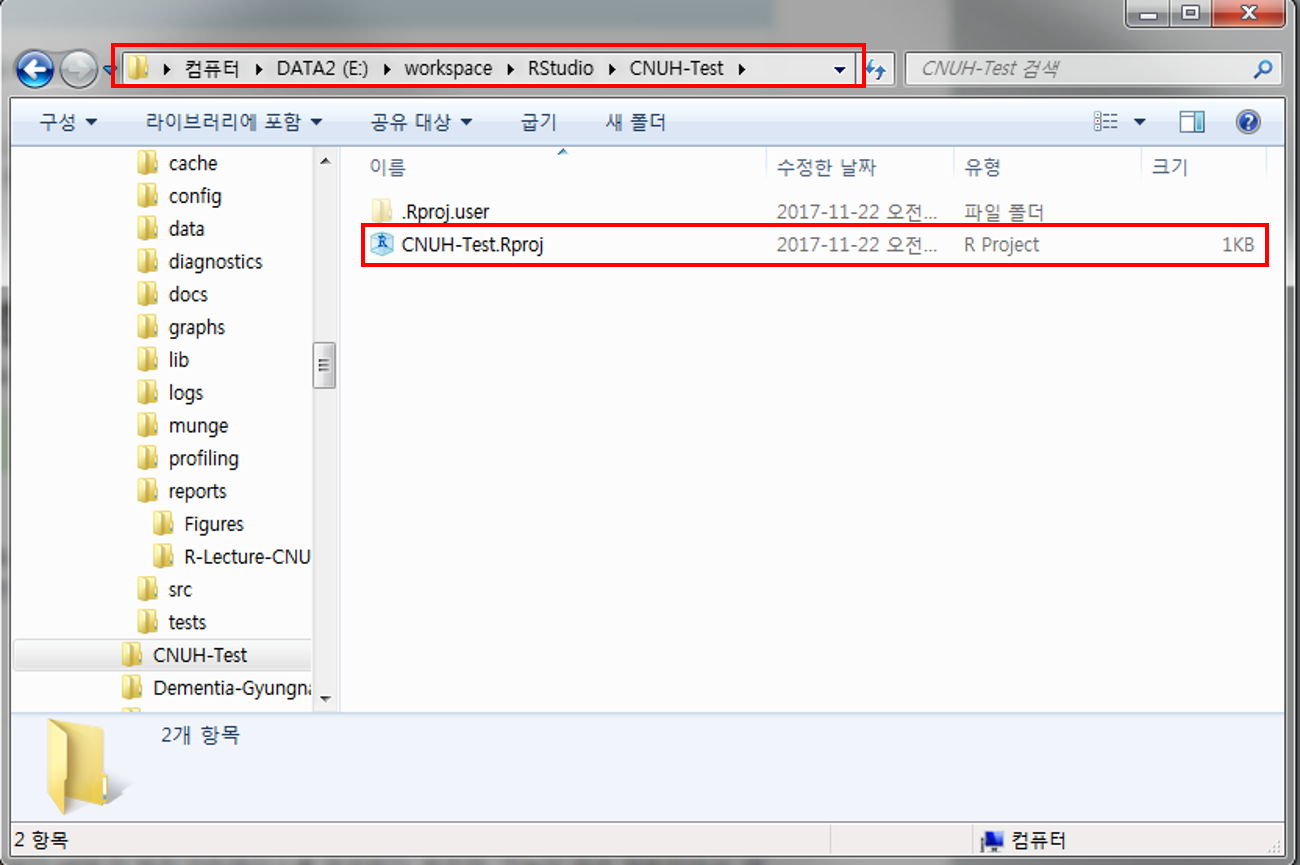 컴퓨터 DATA2 (E:) workspace RStudio CNUH-Test CNUH-Test 검색
구성 라이브러리에 포함 공유 대상 굽기 새 폴더
cache
config
data
diagnostics
docs
graphs
lib
logs
munge
profiling
reports
Figures
R-Lecture-CNU
src
tests
CNUH-Test
Dementia-Gyungna
이름 수정한 날짜 유형 크기
.Rproj.user 2017-11-22 오전... 파일 폴더
CNUH-Test.Rproj 2017-11-22 오전... R Project 1KB
2개 항목
2 항목 컴퓨터